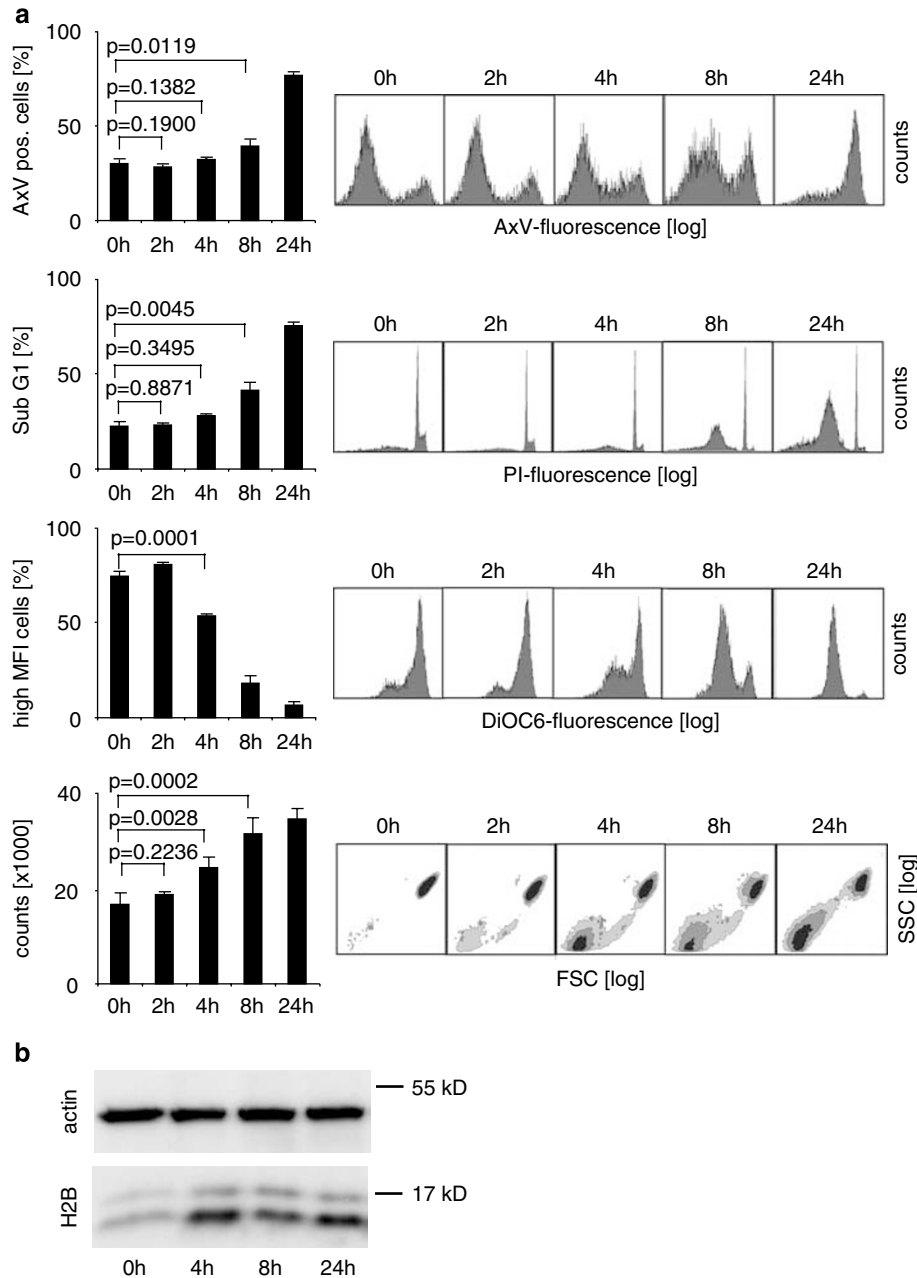 a
AxV pos. cells [%]
100
50
0
p=0.0119
p=0.1382
p=0.1900
0h 2h 4h 8h 24h
0h 2h 4h 8h 24h
counts
AxV-fluorescence [log]
Sub G1 [%]
100
50
0
p=0.0045
p=0.3495
p=0.8871
0h 2h 4h 8h 24h
0h 2h 4h 8h 24h
counts
PI-fluorescence [log]
high MFI cells [%]
100
50
0
p=0.0001
0h 2h 4h 8h 24h
0h 2h 4h 8h 24h
counts
DiOC6-fluorescence [log]
counts [x1000]
40
20
0
p=0.0002
p=0.0028
p=0.2236
0h 2h 4h 8h 24h
0h 2h 4h 8h 24h
SSC [log]
FSC [log]
b
actin
55 kD
H2B
17 kD
0h 4h 8h 24h